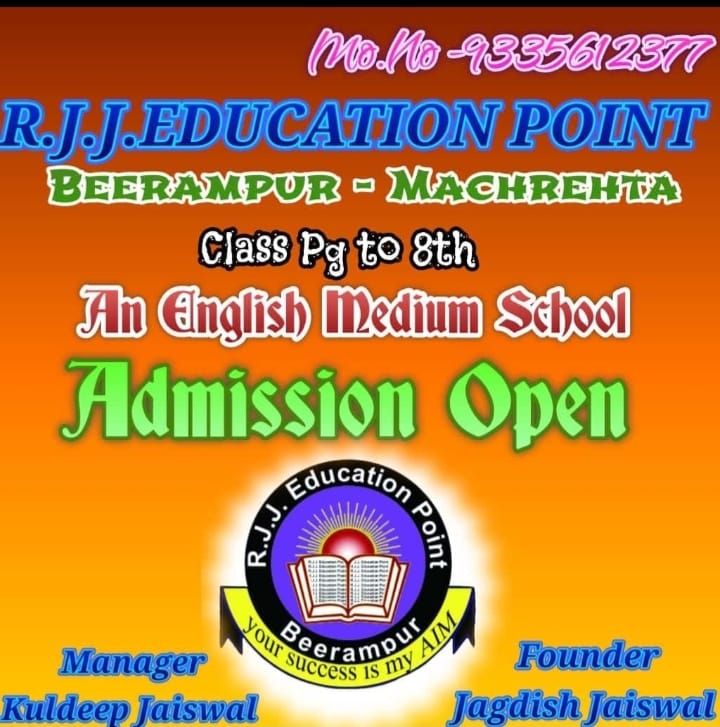 Mo.No -9335612377
R.J.J.EDUCATION POINT
BEERAMPUR - MACHREHTA
Class Pg to 8th
An English Medium School
Admission Open
R.J.J. Education Point
Beerampur
your success is my AIM
Manager
Kuldeep Jaiswal
Founder
Jagdish Jaiswal